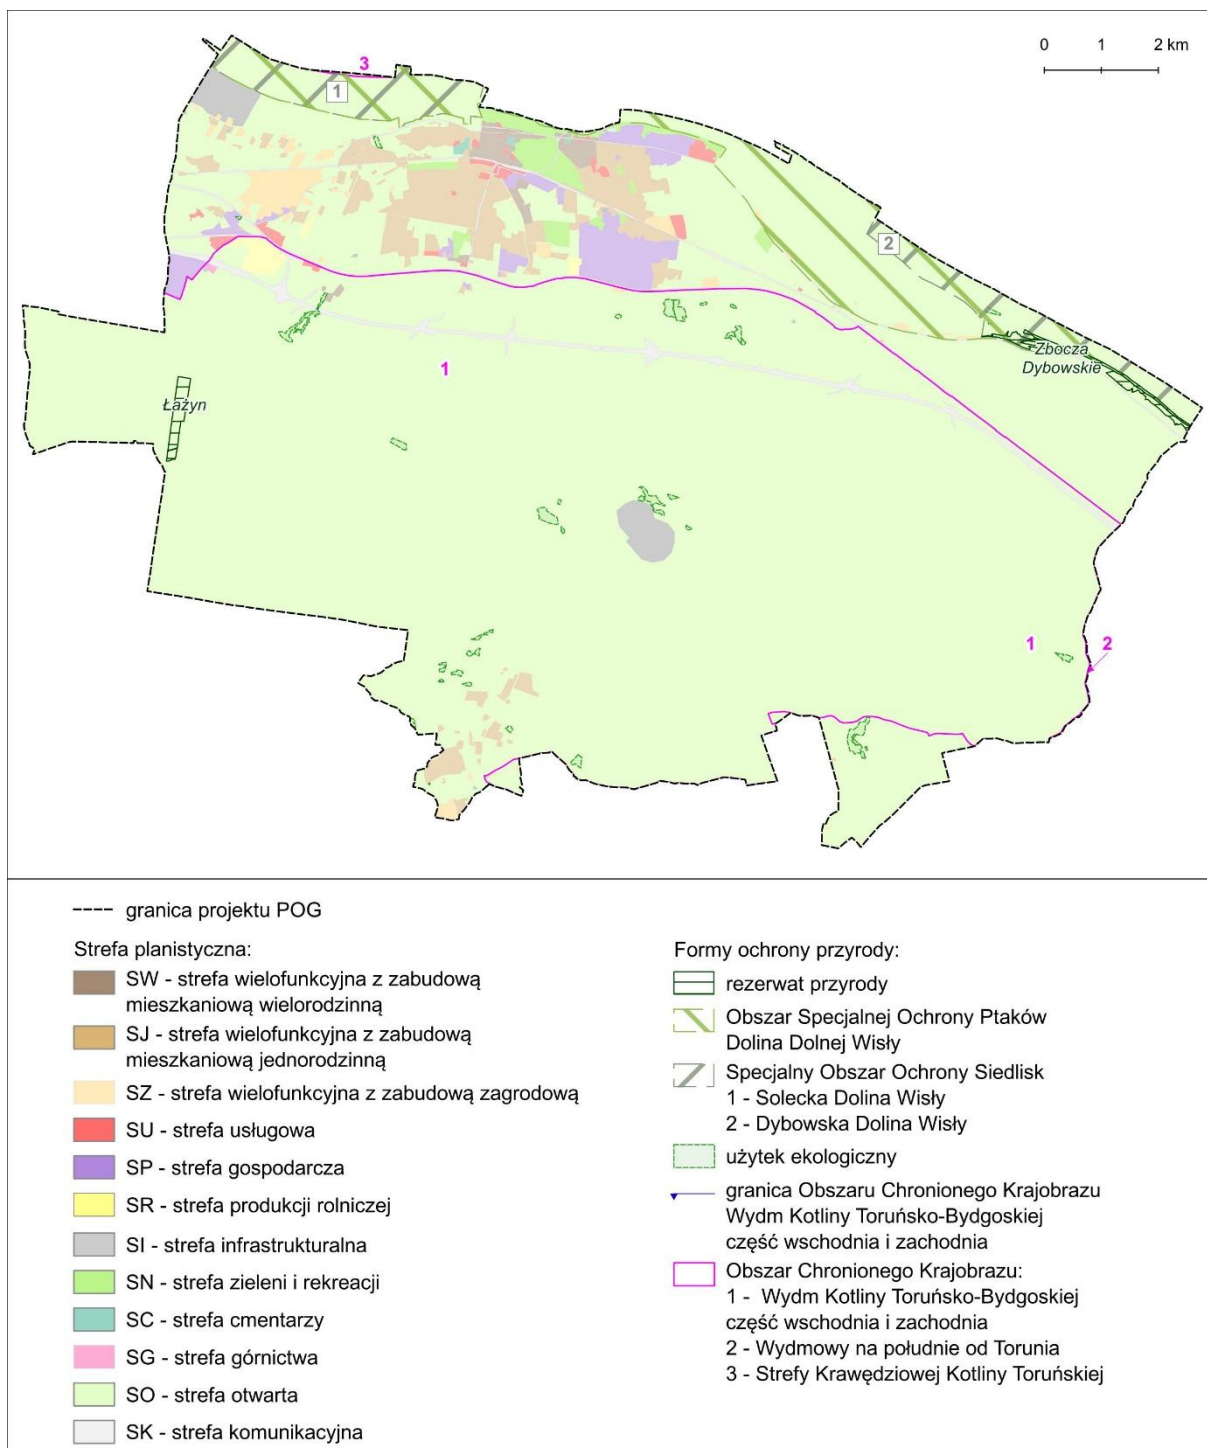 0 1 2 km
3
1
2
Zbocza
Dybowskie
1
Łażyn
1
2
granica projektu POG
Strefa planistyczna:
SW - strefa wielofunkcyjna z zabudową
mieszkaniową wielorodzinną
SJ - strefa wielofunkcyjna z zabudową
mieszkaniową jednorodzinną
SZ - strefa wielofunkcyjna z zabudową zagrodową
SU - strefa usługowa
SP - strefa gospodarcza
SR - strefa produkcji rolniczej
SI - strefa infrastrukturalna
SN - strefa zieleni i rekreacji
SC - strefa cmentarzy
SG - strefa górnictwa
SO - strefa otwarta
SK - strefa komunikacyjna
Formy ochrony przyrody:
rezerwat przyrody
Obszar Specjalnej Ochrony Ptaków
Dolina Dolnej Wisły
Specjalny Obszar Ochrony Siedlisk
1 - Solecka Dolina Wisły
2 - Dybowska Dolina Wisły
użytek ekologiczny
granica Obszaru Chronionego Krajobrazu
Wydm Kotliny Toruńsko-Bydgoskiej
część wschodnia i zachodnia
Obszar Chronionego Krajobrazu:
1 - Wydm Kotliny Toruńsko-Bydgoskiej
część wschodnia i zachodnia
2 - Wydmowy na południe od Torunia
3 - Strefy Krawędziowej Kotliny Toruńskiej